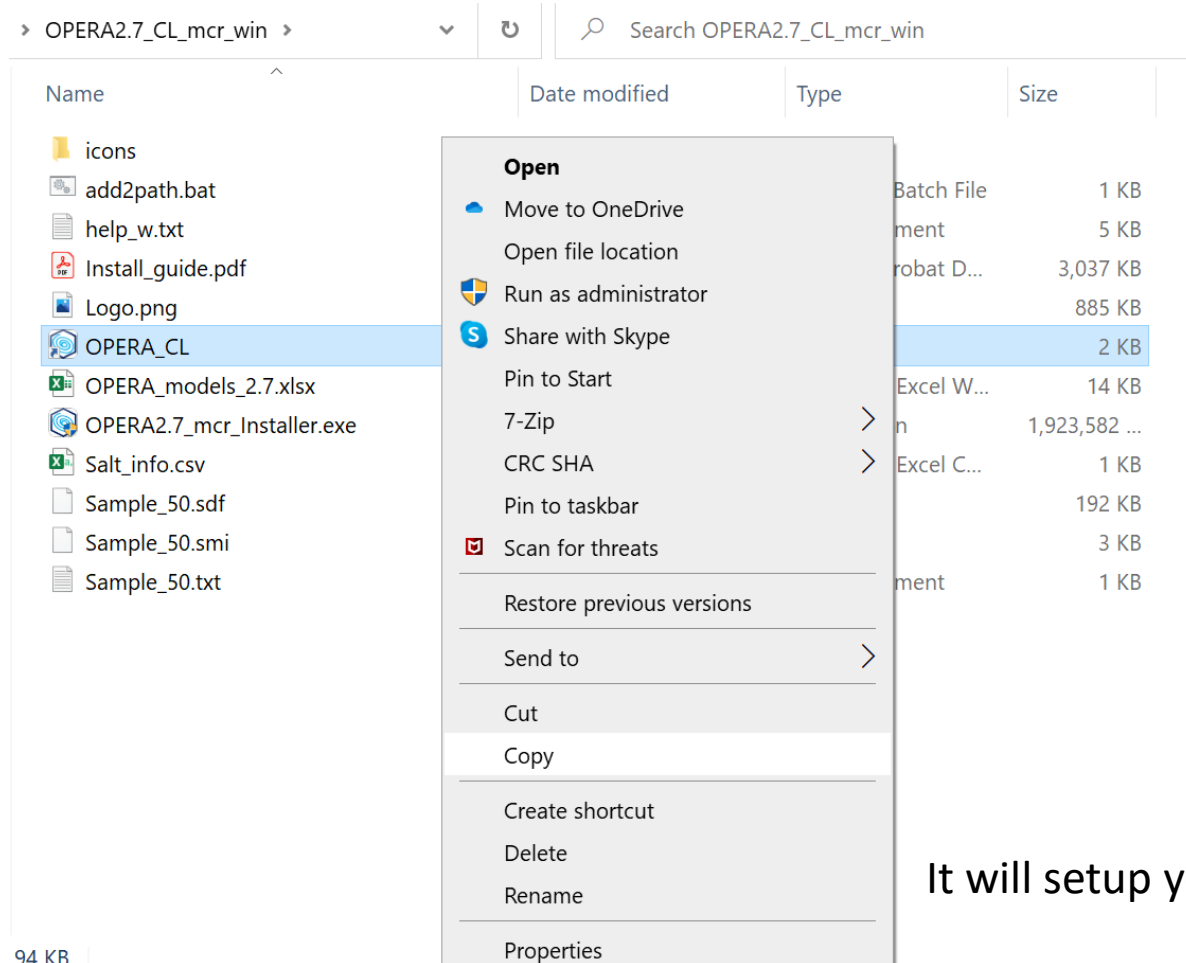 OPERA2.7_CL_mcr_win
Search OPERA2.7_CL_mcr_win
Name Date modified Type Size
icons
add2path.bat Batch File 1 KB
help_w.txt ment 5 KB
Install_guide.pdf robat D... 3,037 KB
Logo.png 885 KB
OPERA_CL 2 KB
OPERA_models_2.7.xlsx Excel W... 14 KB
OPERA2.7_mcr_Installer.exe n 1,923,582 ...
Salt_info.csv Excel C... 1 KB
Sample_50.sdf 192 KB
Sample_50.smi 3 KB
Sample_50.txt ment 1 KB
Open
Move to OneDrive
Open file location
Run as administrator
Share with Skype
Pin to Start
7-Zip
CRC SHA
Pin to taskbar
Scan for threats
Restore previous versions
Send to
Cut
Copy
Create shortcut
Delete
Rename
Properties
It will setup y
94 KB